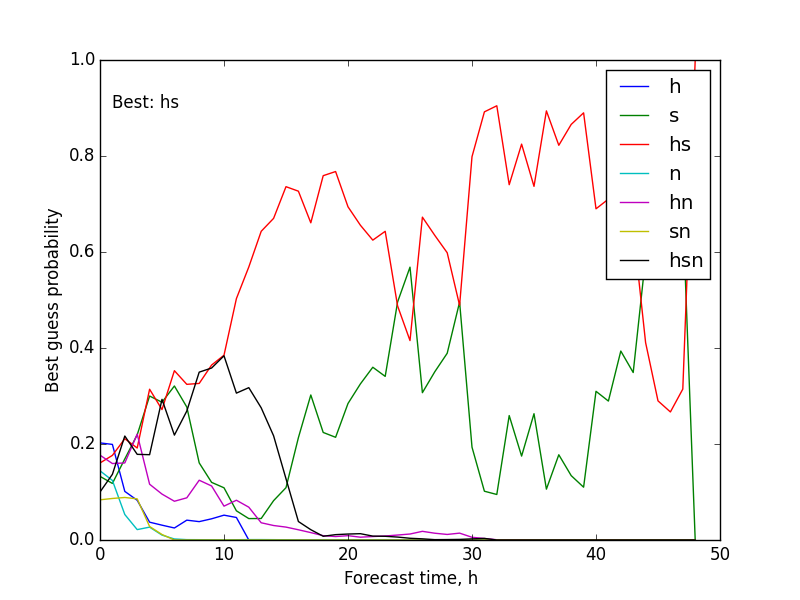 1.0
0.8
0.6
0.4
0.2
0.0
Best guess probability
Best: hs
h
s
hs
n
hn
sn
hsn
0 10 20 30 40 50
Forecast time, h